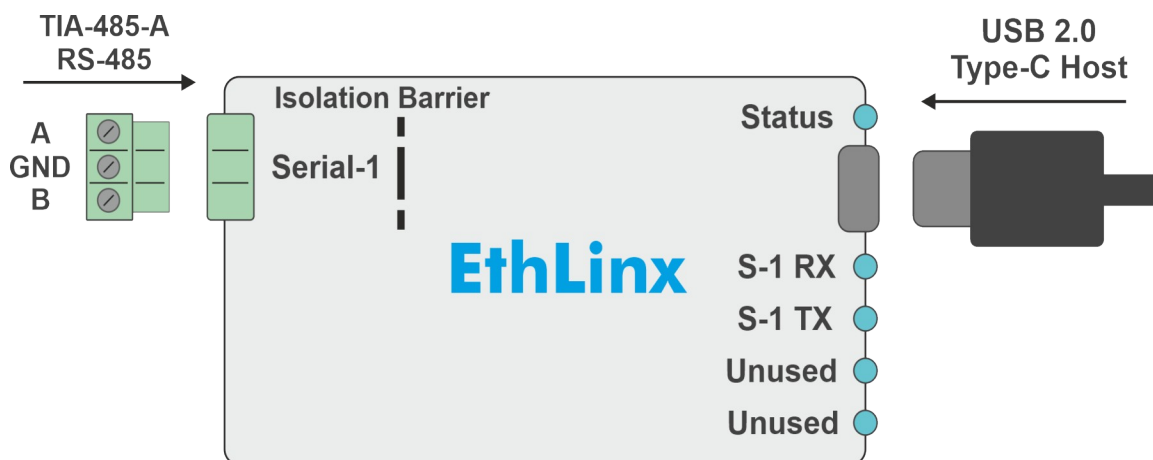 TIA-485-A
RS-485
USB 2.0
Type-C Host
Isolation Barrier
Status
A
GND
B
Serial-1
EthLinx
S-1 RX
S-1 TX
Unused
Unused